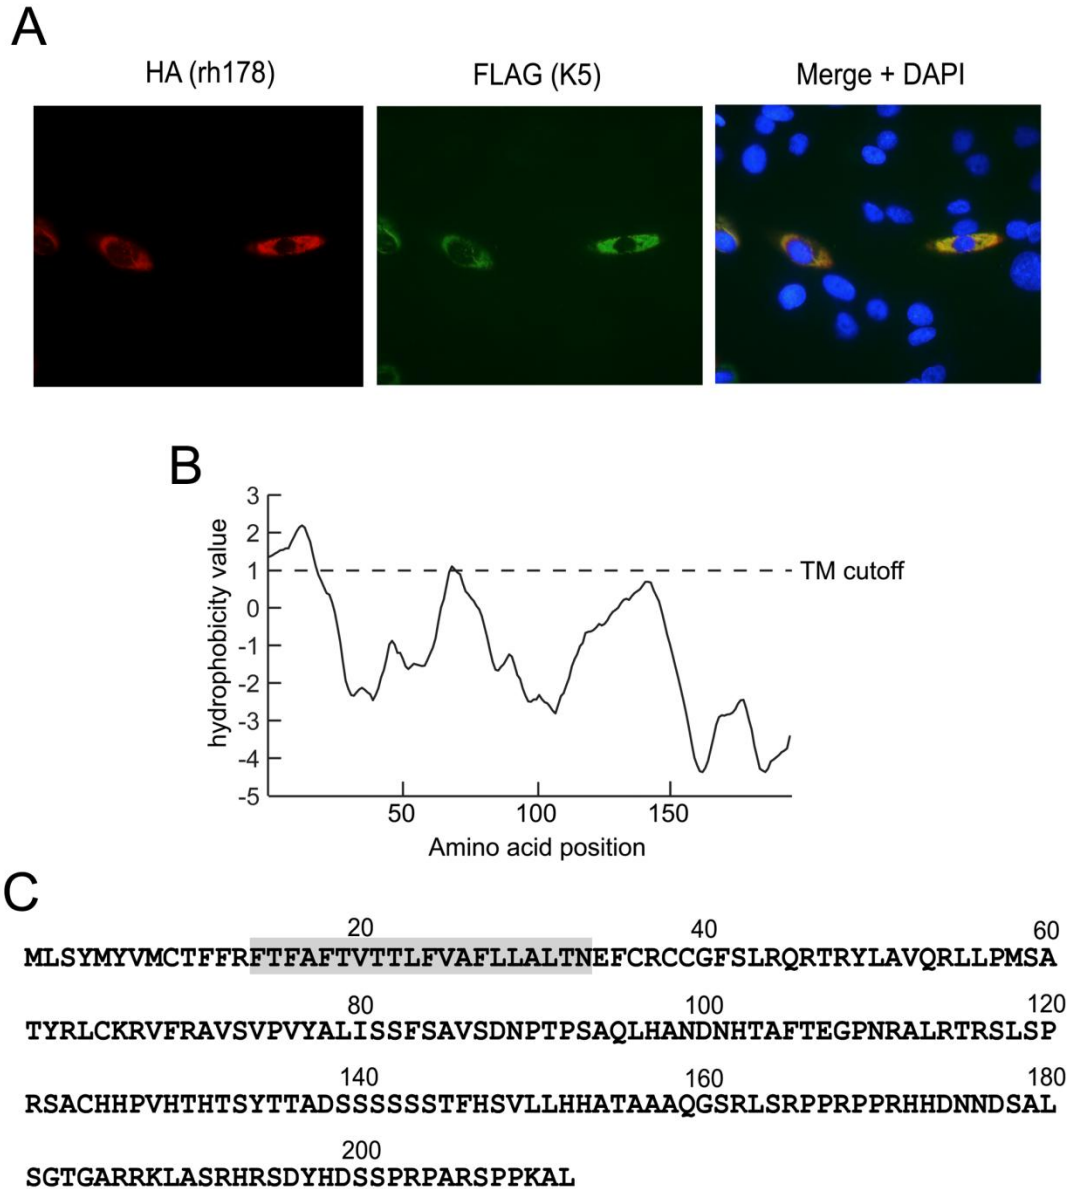 A
HA (rh178)
FLAG (K5)
Merge + DAPI
B
hydrophobicity value
3
2
1
0
-1
-2
-3
-4
-5
TM cutoff
50
100
150
Amino acid position
C
20
40
60
MLSYMYVMCTFFRFTFAFTVTTLFVAFLLALTNEFCRCCGFSLRQRTRYLAVQRLLPMSA
80
100
120
TYRLCKRVFRAVSVPVYALISSFSAVSDNPTPSAQLHANDNHTAFTEGPNRALRTRSLSP
140
160
180
RSACHHPVHTHTSYTTADSSSSSSTFHSVLLHHATAAAQGSRLSRPPRPPRHHDNNDSAL
200
SGTGARRKLASRHRSDYHDSSPRPARSPPKAL